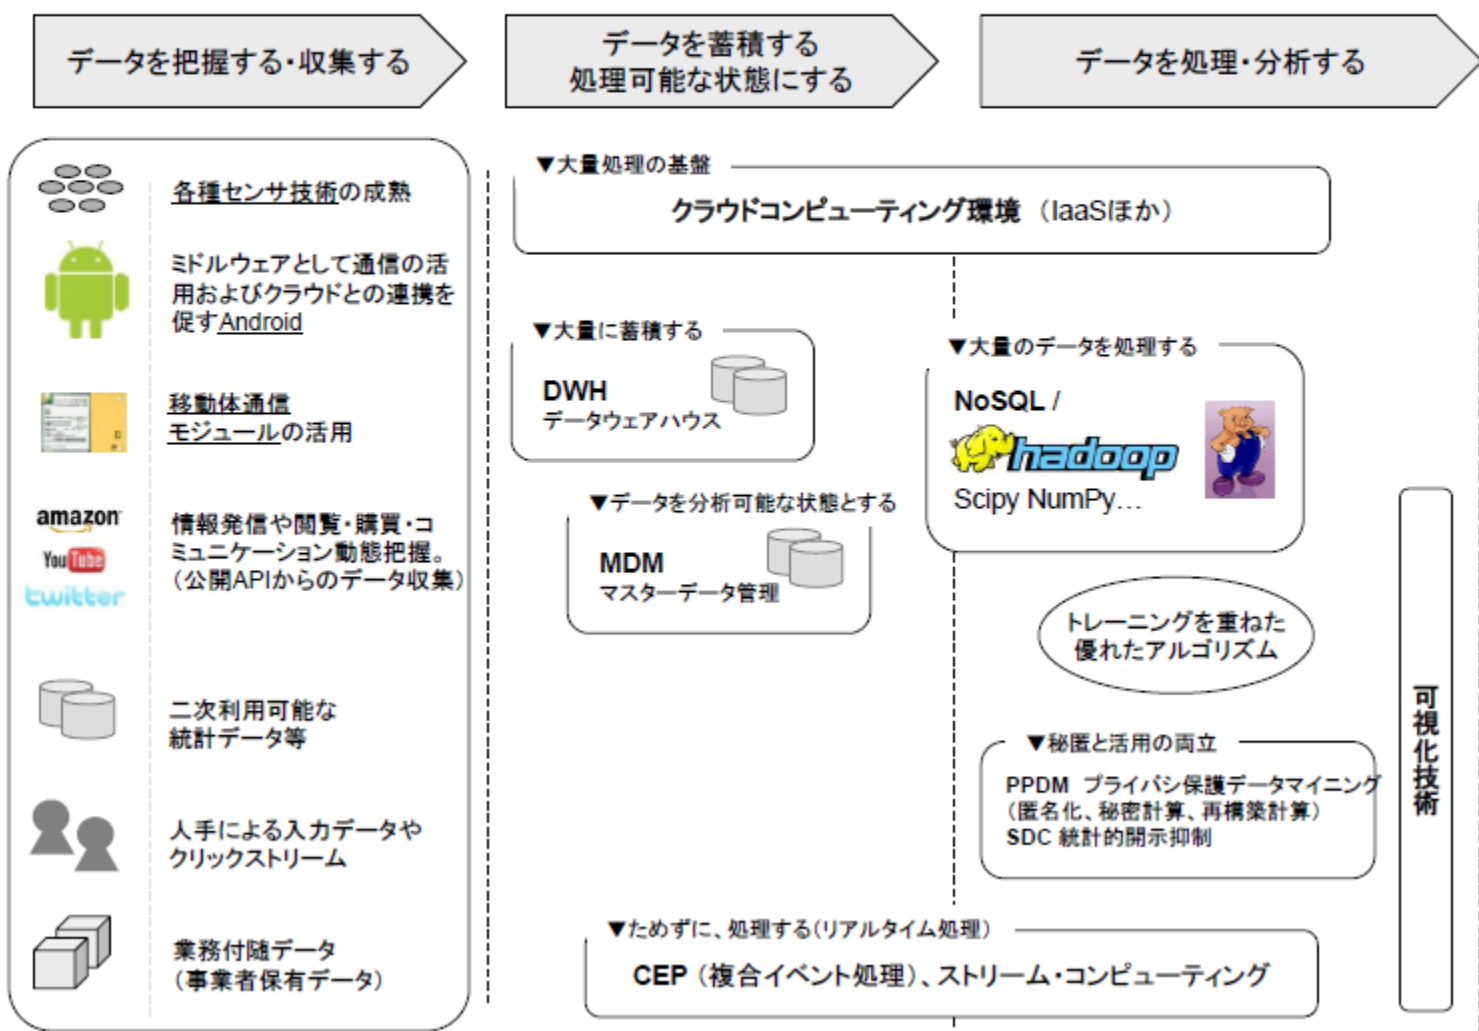 データを把握する・収集する
データを蓄積する
処理可能な状態にする
データを処理・分析する
各種センサ技術の成熟
ミドルウェアとして通信の活
用およびクラウドとの連携を
促すAndroid
移動体通信
モジュールの活用
amazon
YouTube
twitter
情報発信や閲覧・購買・コ
ミュニケーション動態把握。
（公開APIからのデータ収集）
二次利用可能な
統計データ等
人手による入力データや
クリックストリーム
業務付随データ
（事業者保有データ）
▼大量処理の基盤
クラウドコンピューティング環境 （IaaSほか）
▼大量に蓄積する
DWH
データウェアハウス
▼データを分析可能な状態とする
MDM
マスターデータ管理
▼大量のデータを処理する
NoSQL /
hadoop
Scipy NumPy…
トレーニングを重ねた
優れたアルゴリズム
▼秘匿と活用の両立
PPDM プライバシ保護データマイニング
（匿名化、秘密計算、再構築計算）
SDC 統計的開示抑制
▼ためずに、処理する（リアルタイム処理）
CEP （複合イベント処理）、ストリーム・コンピューティング
可視化技術